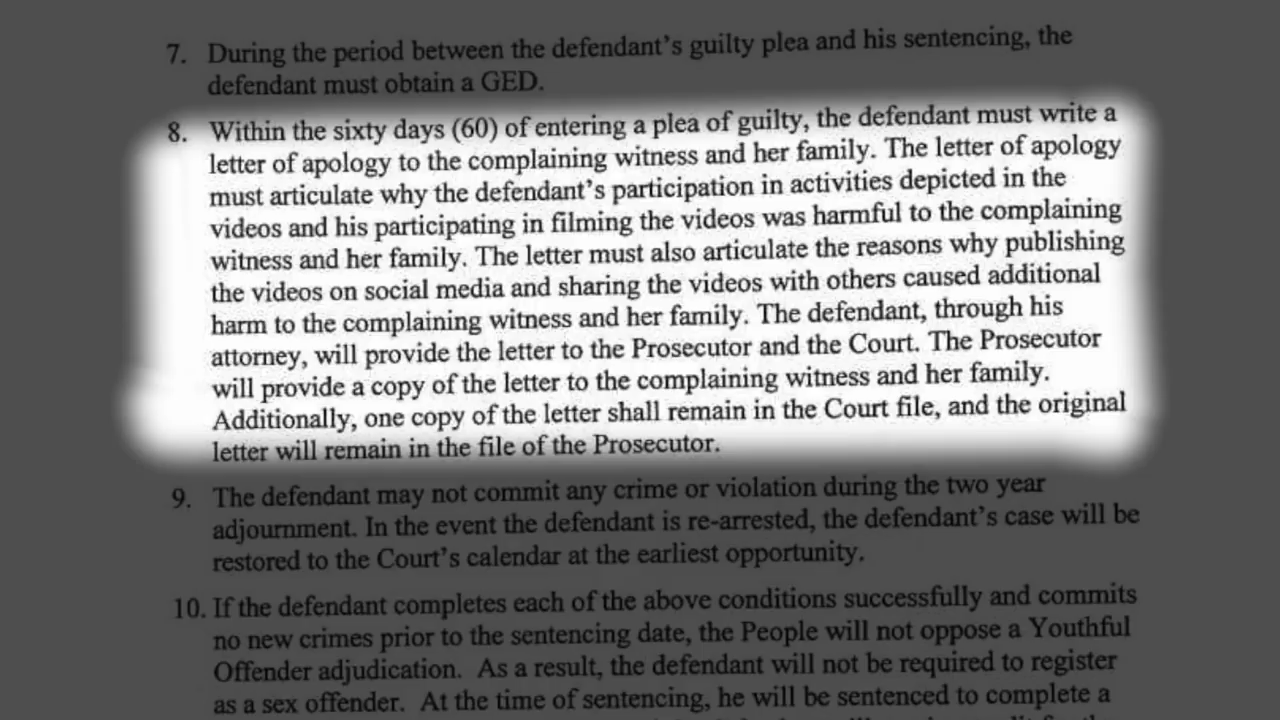 7. During the period between the defendant's guilty plea and his sentencing, the
defendant must obtain a GED.
8. Within the sixty days (60) of entering a plea of guilty, the defendant must write a
letter of apology to the complaining witness and her family. The letter of apology
must articulate why the defendant's participation in activities depicted in the
videos and his participating in filming the videos was harmful to the complaining
witness and her family. The letter must also articulate the reasons why publishing
the videos on social media and sharing the videos with others caused additional
harm to the complaining witness and her family. The defendant, through his
attorney, will provide the letter to the Prosecutor and the Court. The Prosecutor
will provide a copy of the letter to the complaining witness and her family.
Additionally, one copy of the letter shall remain in the Court file, and the original
letter will remain in the file of the Prosecutor.
9. The defendant may not commit any crime or violation during the two year
adjournment. In the event the defendant is re-arrested, the defendant's case will be
restored to the Court's calendar at the earliest opportunity.
10. If the defendant completes each of the above conditions successfully and commits
no new crimes prior to the sentencing date, the People will not oppose a Youthful
Offender adjudication. As a result, the defendant will not be required to register
as a sex offender. At the time of sentencing, he will be sentenced to complete a